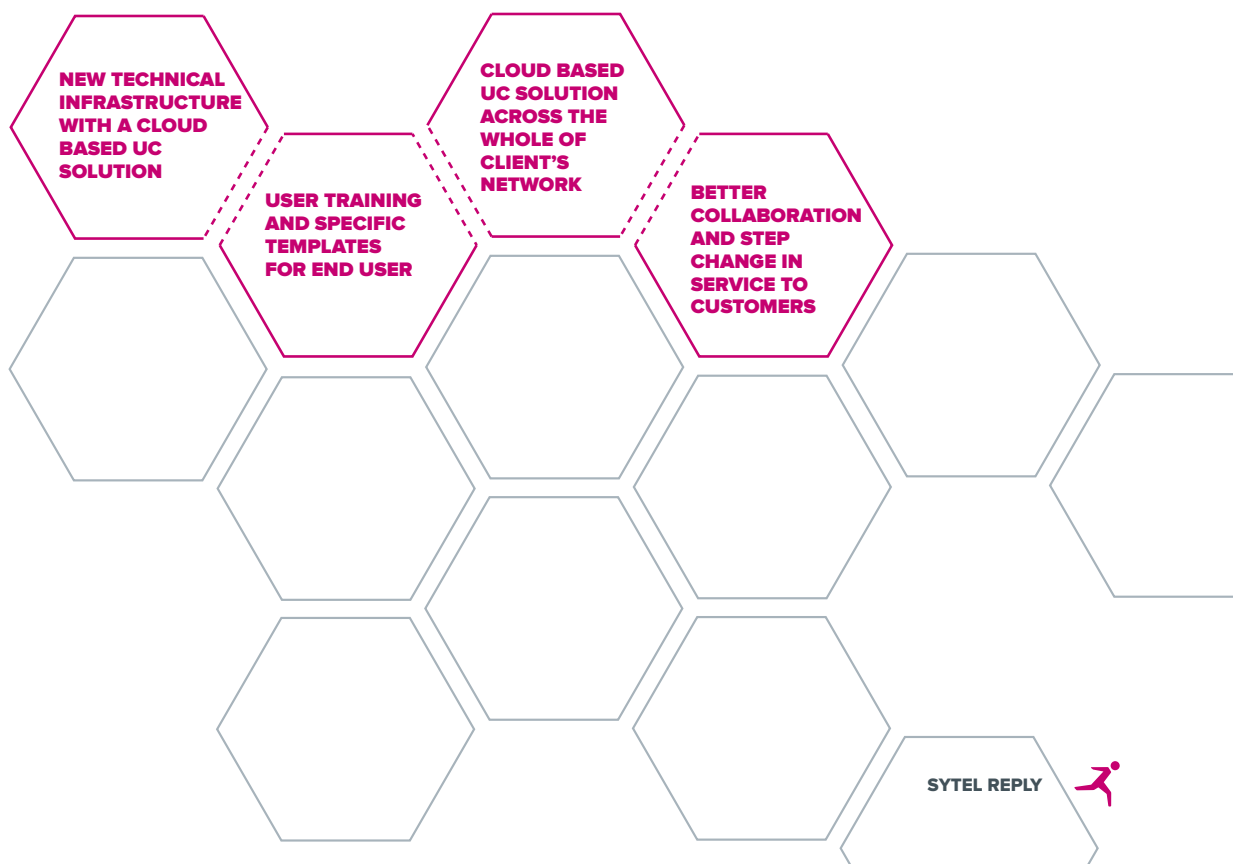 NEW TECHNICAL
INFRASTRUCTURE
WITH A CLOUD
BASED UC
SOLUTION
USER TRAINING
AND SPECIFIC
TEMPLATES
FOR END USER
CLOUD BASED
UC SOLUTION
ACROSS THE
WHOLE OF
CLIENT'S
NETWORK
BETTER
COLLABORATION
AND STEP
CHANGE IN
SERVICE TO
CUSTOMERS
SYTEL REPLY